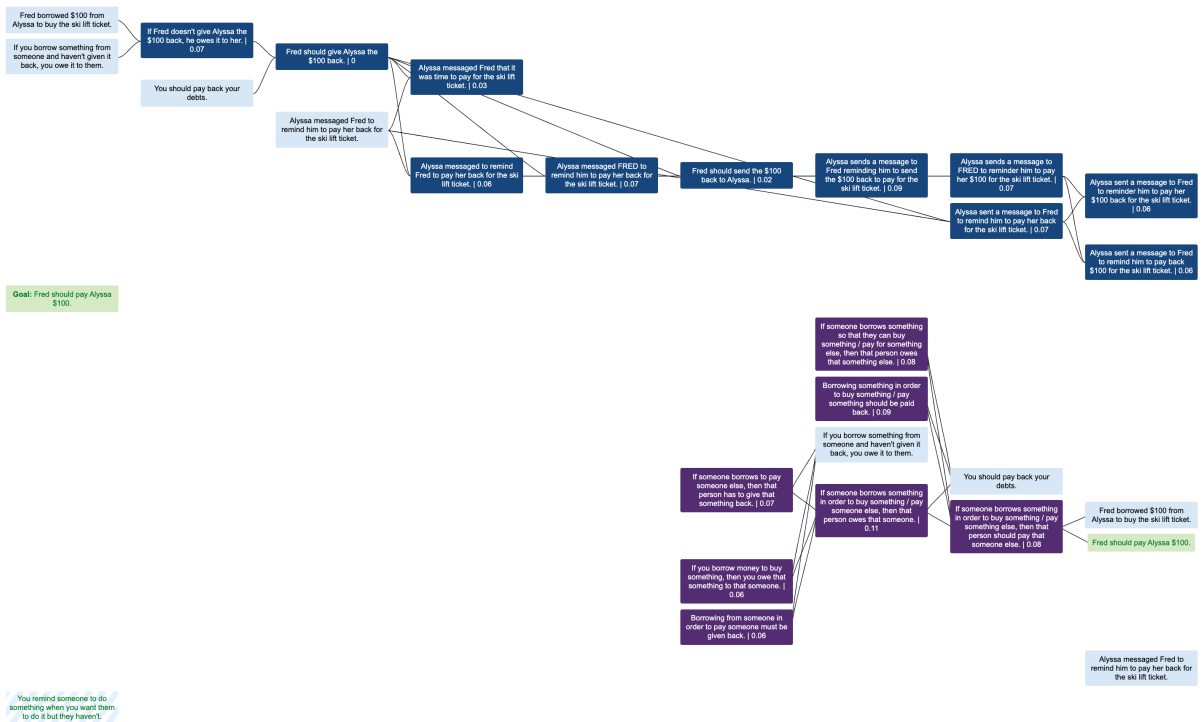 Fred borrowed $100 from
Alyssa to buy the ski lift ticket.
If you borrow something from
someone and haven't given it
back, you owe it to them.
If Fred doesn't give Alyssa the
$100 back, he owes it to her. |
0.07
You should pay back your
debts.
Fred should give Alyssa the
$100 back. | 0
Alyssa messaged Fred to
remind him to pay her back for
the ski lift ticket.
Alyssa messaged Fred that it
was time to pay for the ski lift
ticket. | 0.03
Alyssa messaged to remind
Fred to pay her back for the ski
lift ticket. | 0.06
Alyssa messaged FRED to
remind him to pay her back for
the ski lift ticket. | 0.07
Fred should send the $100
back to Alyssa. | 0.02
Alyssa sends a message to
Fred reminding him to send
the $100 back to pay for the
ski lift ticket. | 0.09
Alyssa sends a message to
FRED to reminder him to pay
her $100 for the ski lift ticket. |
0.07
Alyssa sent a message to Fred
to remind him to pay her back
for the ski lift ticket. | 0.07
Alyssa sent a message to Fred
to reminder him to pay her
$100 back for the ski lift ticket.
| 0.06
Alyssa sent a message to Fred
to remind him to pay back
$100 for the ski lift ticket. | 0.06
Goal: Fred should pay Alyssa
$100.
If someone borrows something
so that they can buy
something / pay for something
else, then that person owes
that something else. | 0.08
Borrowing something in order
to buy something / pay
something should be paid
back. | 0.09
If you borrow something from
someone and haven't given it
back, you owe it to them.
If someone borrows to pay
someone else, then that
person has to give that
something back. | 0.07
If someone borrows something
in order to buy something / pay
someone else, then that
person owes that someone. |
0.11
You should pay back your
debts.
If someone borrows something
in order to buy something / pay
something else, then that
person should pay that
someone else. | 0.08
Fred borrowed $100 from
Alyssa to buy the ski lift ticket.
Fred should pay Alyssa $100.
If you borrow money to buy
something, then you owe that
something to that someone. |
0.06
Borrowing from someone in
order to pay someone must be
given back. | 0.06
Alyssa messaged Fred to
remind him to pay her back for
the ski lift ticket.
You remind someone to do
something when you want them
to do it but they haven't.